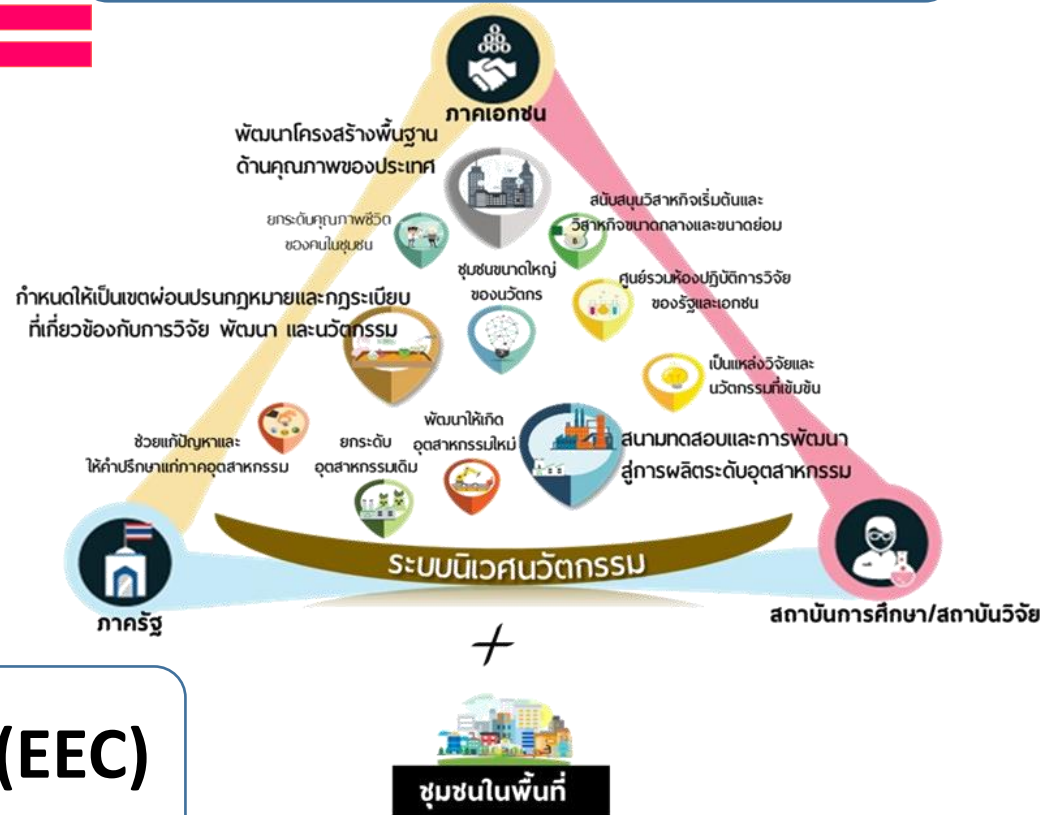 ภาคเอกชน
พัฒนาโครงสร้างพื้นฐาน
ด้านคุณภาพของประเทศ
สนับสนุนวิสาหกิจเริ่มต้นและ
วิสาหกิจขนาดกลางและขนาดย่อม
ยกระดับคุณภาพชีวิต
ของคนในชุมชน
ชุมชนขนาดใหญ่
ของนวัตกร
ศูนย์รวมห้องปฏิบัติการวิจัย
ของรัฐและเอกชน
กำหนดให้เป็นเขตผ่อนปรนกฎหมายและกฎระเบียบ
ที่เกี่ยวข้องกับการวิจัย พัฒนา และนวัตกรรม
เป็นแหล่งวิจัยและ
นวัตกรรมที่เข้มข้น
ช่วยแก้ปัญหาและ
ให้คำปรึกษาแก่ภาคอุตสาหกรรม
ยกระดับ
อุตสาหกรรมเดิม
พัฒนาให้เกิด
อุตสาหกรรมใหม่
สนามทดสอบและการพัฒนา
สู่การผลิตระดับอุตสาหกรรม
ระบบนิเวศนวัตกรรม
ภาครัฐ
สถาบันการศึกษา/สถาบันวิจัย
+
(EEC)
ชุมชนในพื้นที่